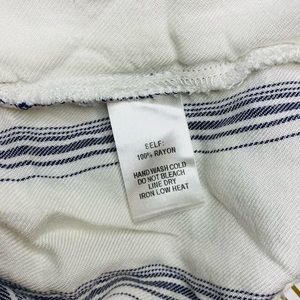 SELF:
100% RAYON
HAND WASH COLD
DO NOT BLEACH
LINE DRY
IRON LOW HEAT